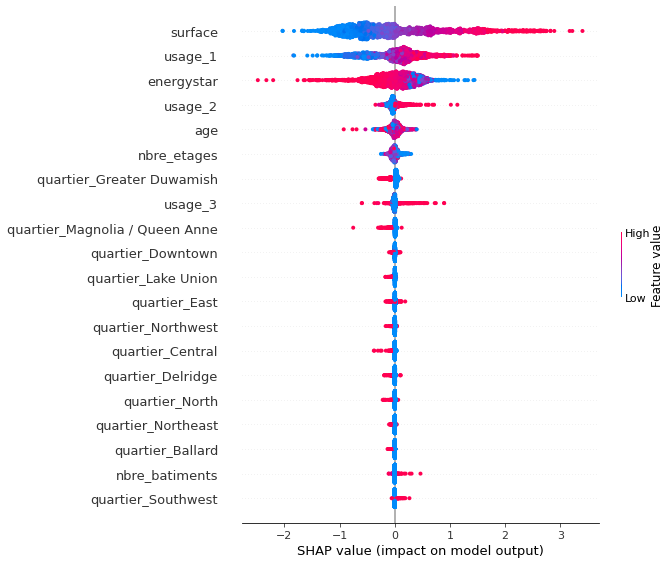 surface
usage_1
energystar
usage_2
age
nbre_etages
quartier_Greater Duwamish
usage_3
quartier_Magnolia / Queen Anne
quartier_Downtown
quartier_Lake Union
quartier_East
quartier_Northwest
quartier_Central
quartier_Delridge
quartier_North
quartier_Northeast
quartier_Ballard
nbre_batiments
quartier_Southwest
−2 −1 0 1 2 3
SHAP value (impact on model output)
High
Low
Feature value